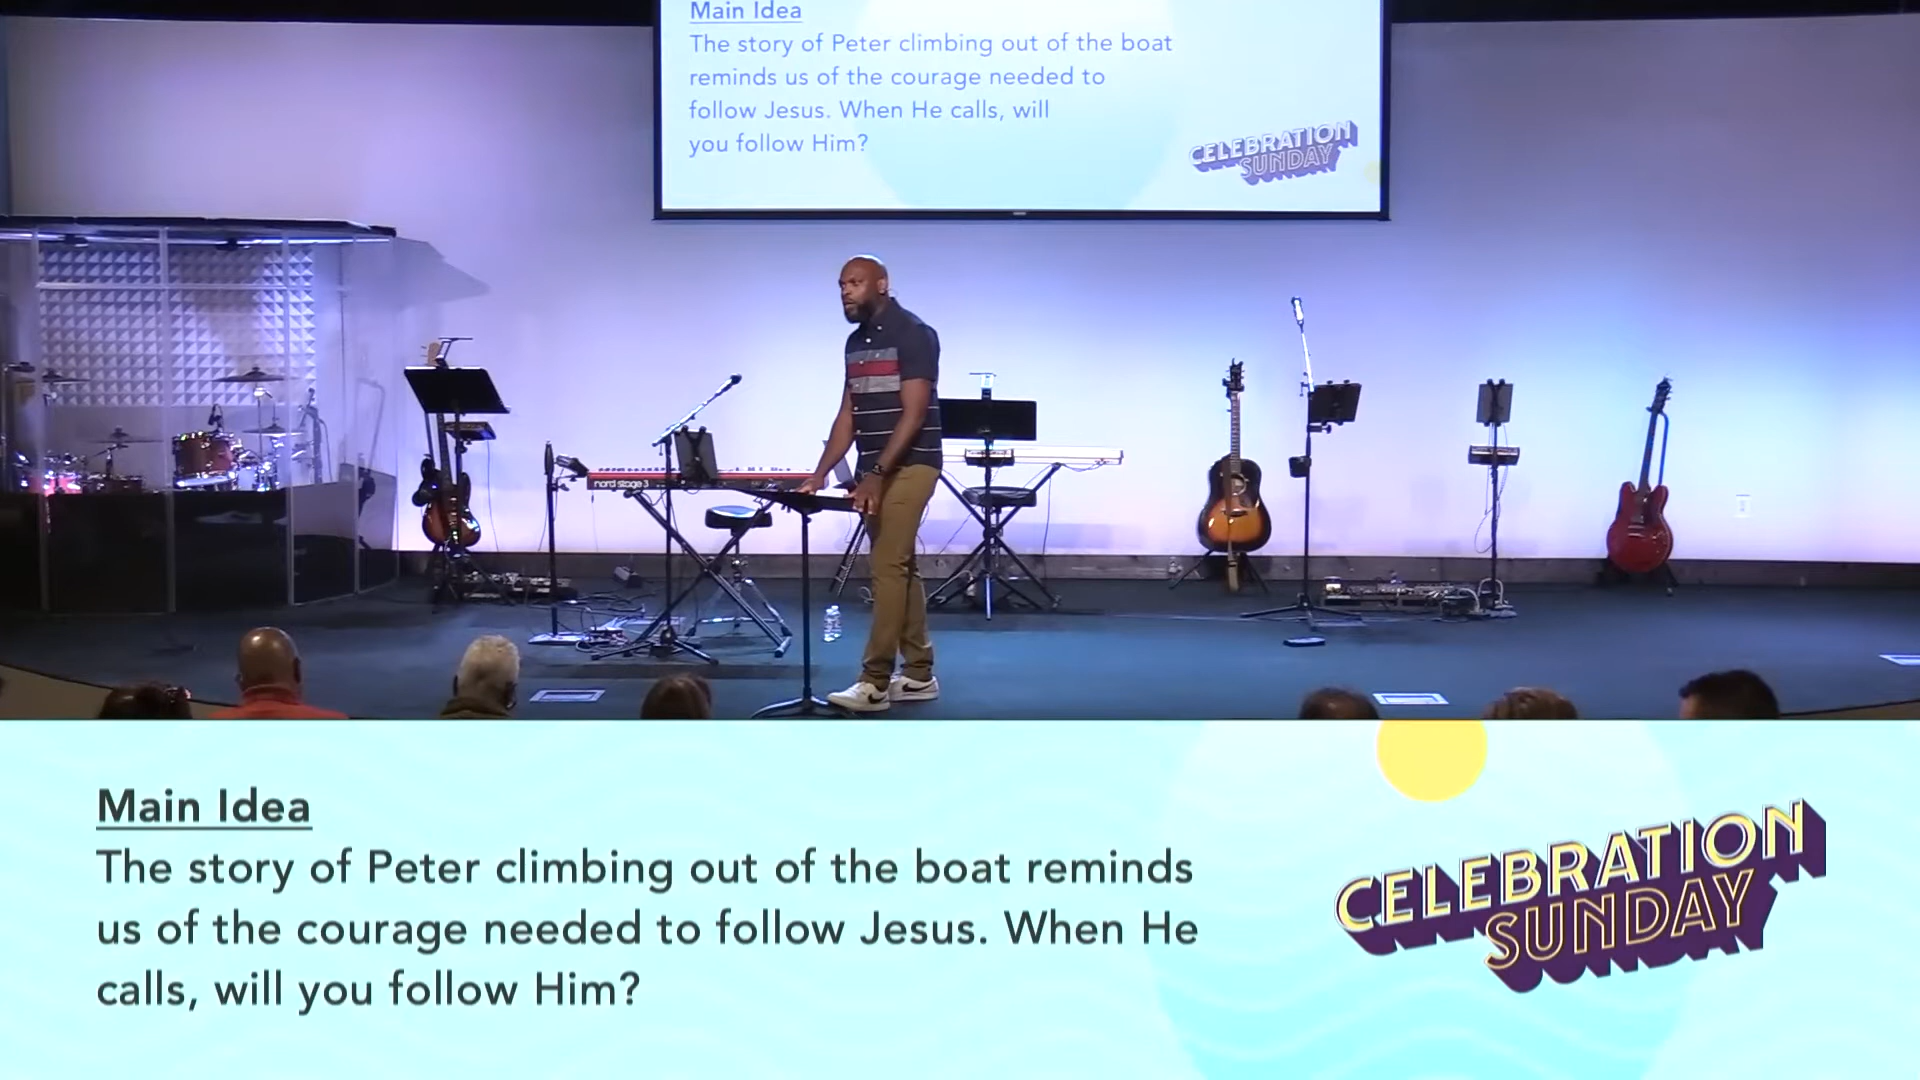 Main Idea
The story of Peter climbing out of the boat
reminds us of the courage needed to
follow Jesus. When He calls, will
you follow Him?
CELEBRATION
SUNDAY
nord stage 3
Main Idea
The story of Peter climbing out of the boat reminds
us of the courage needed to follow Jesus. When He
calls, will you follow Him?
CELEBRATION
SUNDAY